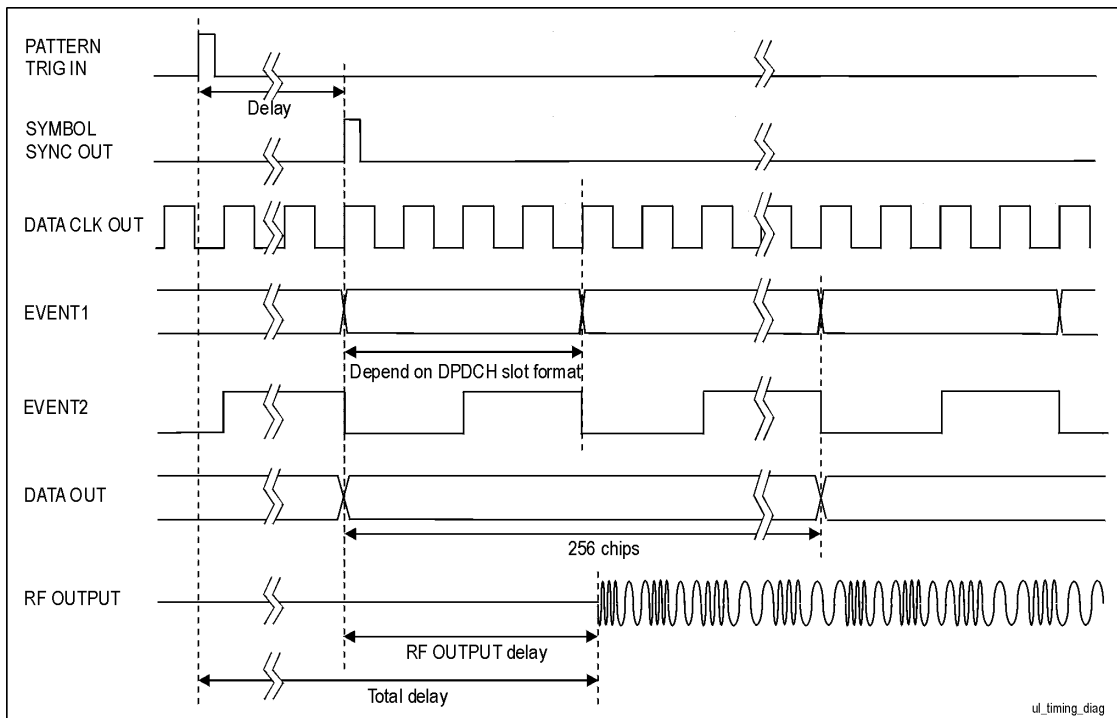 PATTERN
TRIG IN
Delay
SYMBOL
SYNC OUT
DATA CLK OUT
EVENT1
Depend on DPDCH slot format
EVENT2
DATA OUT
256 chips
RF OUTPUT
RF OUTPUT delay
Total delay
ul_timing_diag